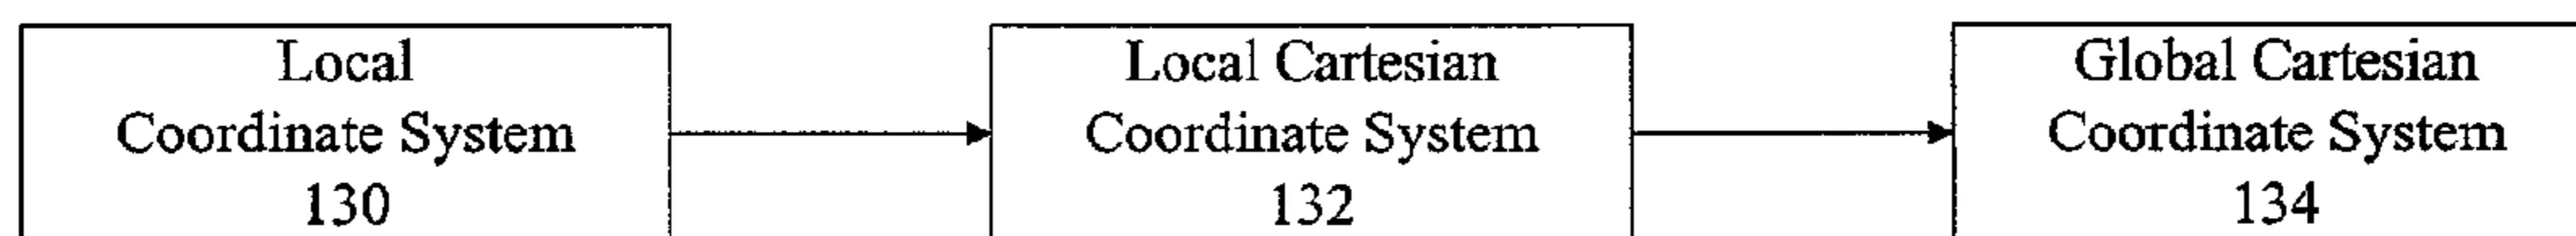 Local
Coordinate System
130
Local Cartesian
Coordinate System
132
Global Cartesian
Coordinate System
134